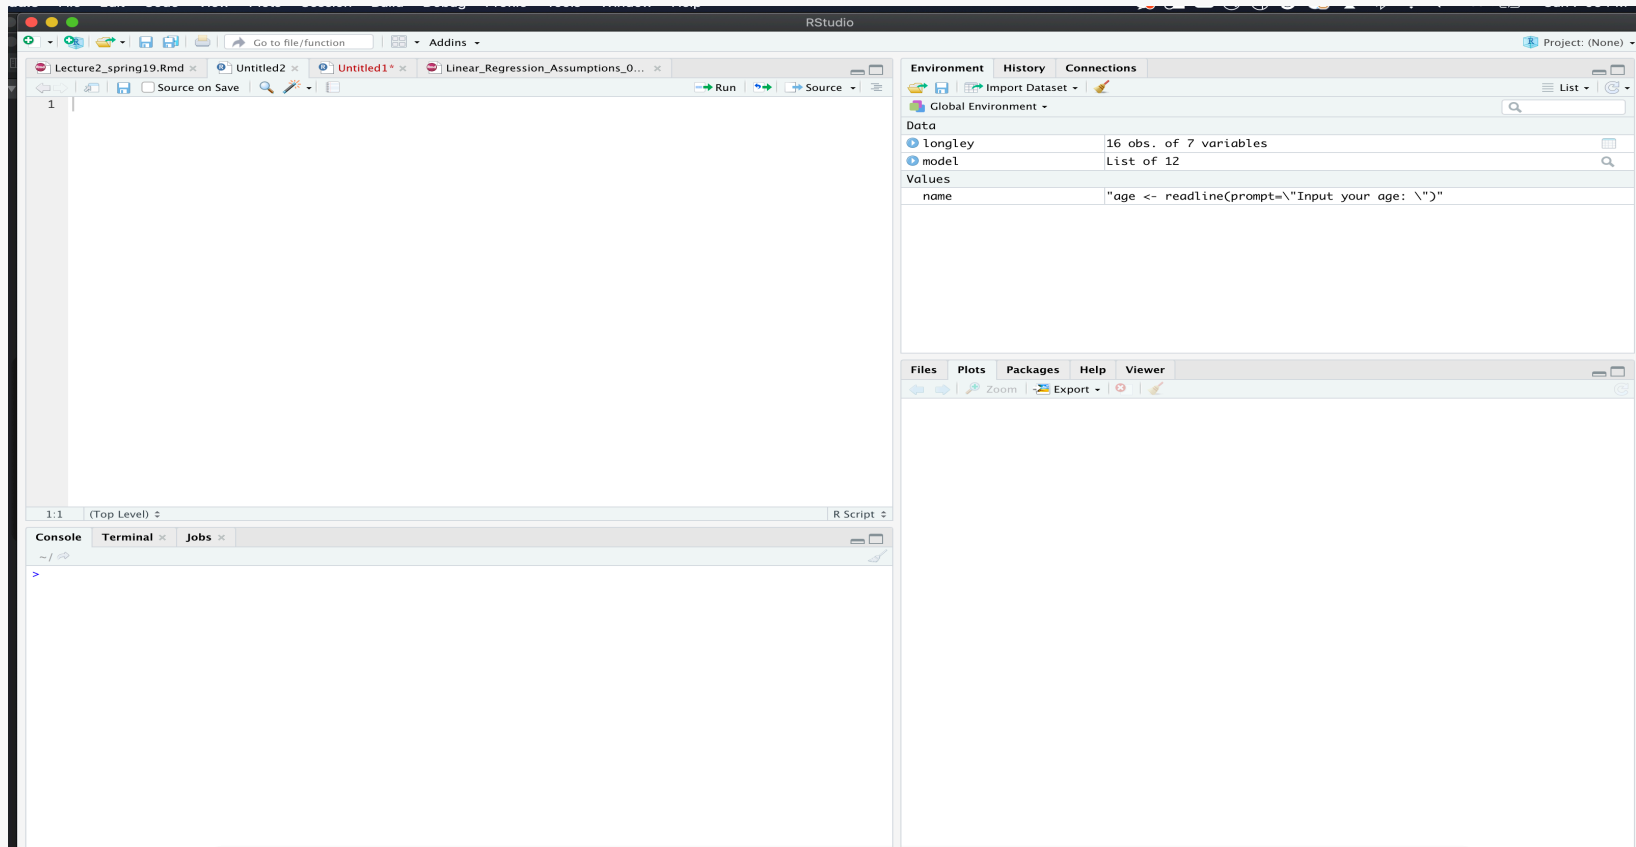 RStudio
Go to file/function
Addins
Project: (None)
Lecture2_spring19.Rmd
Untitled2
Untitled1*
Linear_Regression_Assumptions_0...
Source on Save
Run
Source
1
1:1
(Top Level)
R Script
Console
Terminal
Jobs
~/
>
Environment
History
Connections
Import Dataset
List
Global Environment
Data
longley 16 obs. of 7 variables
model List of 12
Values
name "age <- readline(prompt=\"Input your age: \")"
Files
Plots
Packages
Help
Viewer
Zoom
Export